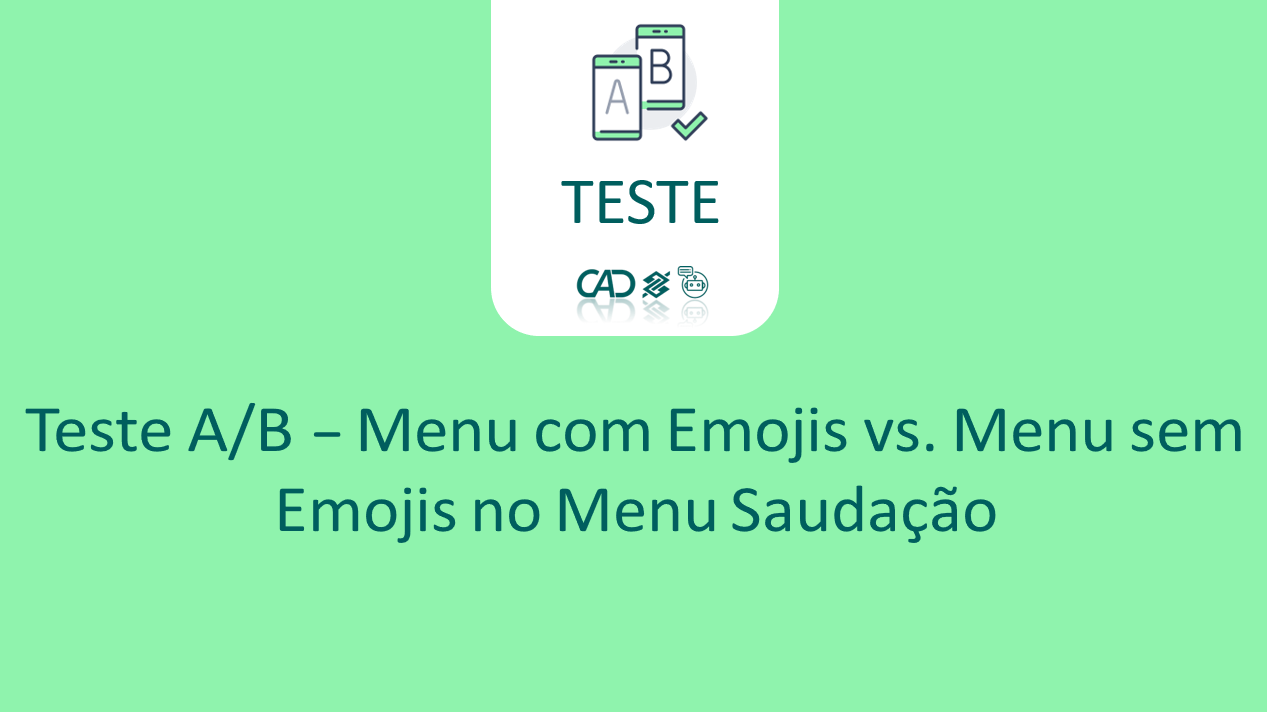 A
B
TESTE
CAD
Teste A/B – Menu com Emojis vs. Menu sem
Emojis no Menu Saudação